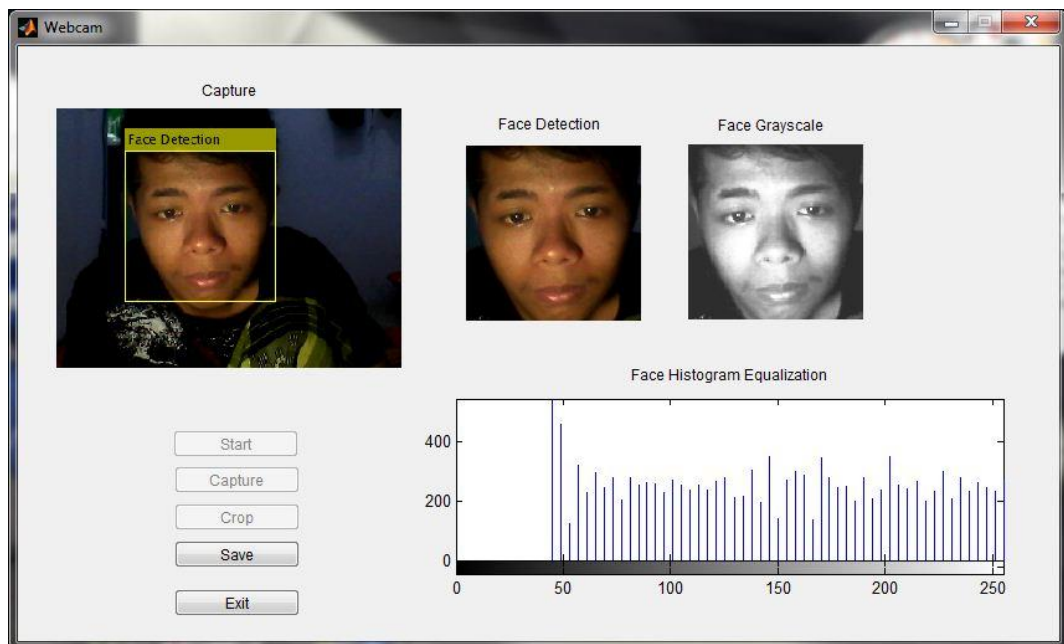 Webcam
Capture
Face Detection
Face Detection
Face Grayscale
Face Histogram Equalization
400
200
0
0
50
100
150
200
250
Start
Capture
Crop
Save
Exit